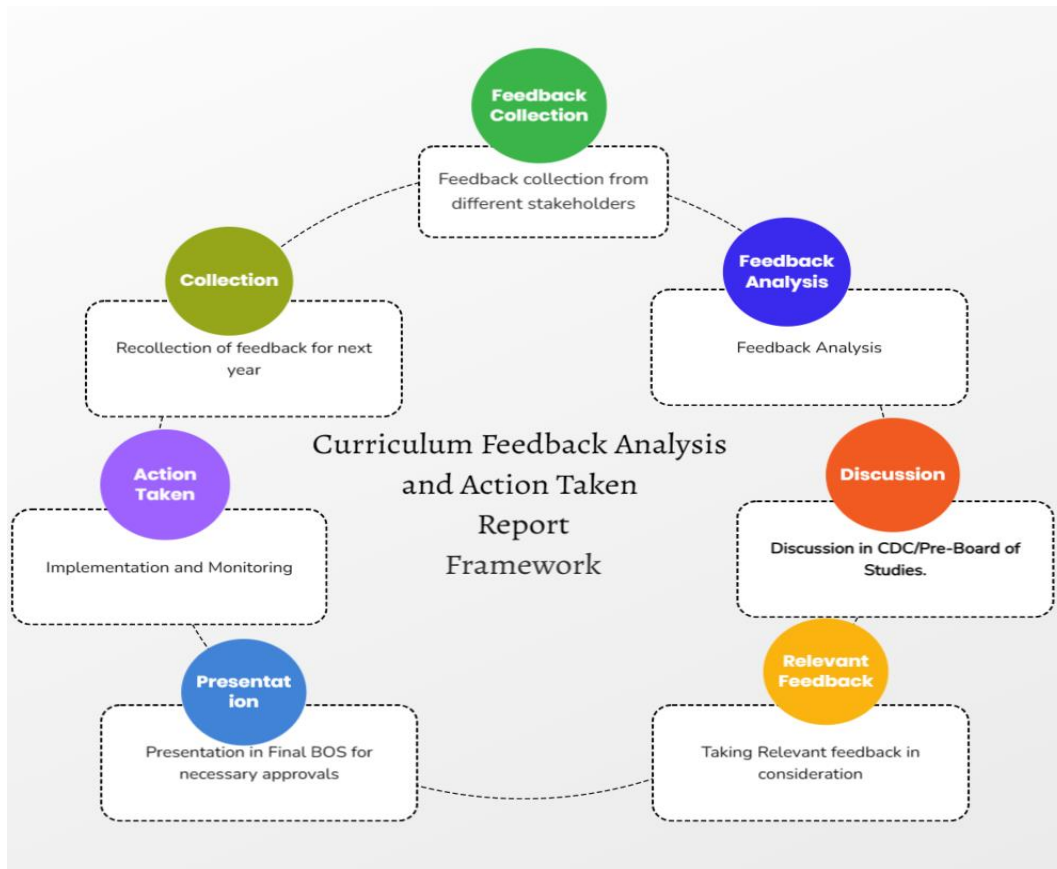 Feedback
Collection
Feedback collection from
different stakeholders
Feedback
Analysis
Feedback Analysis
Discussion
Discussion in CDC/Pre-Board of
Studies.
Relevant
Feedback
Taking Relevant feedback in
consideration
Presentat
ion
Presentation in Final BOS for
necessary approvals
Action
Taken
Implementation and Monitoring
Collection
Recollection of feedback for next
year
Curriculum Feedback Analysis
and Action Taken
Report
Framework